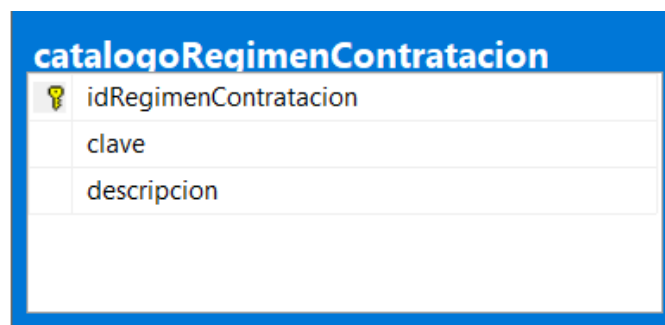 catalogoRegimenContratacion
idRegimenContratacion
clave
descripcion